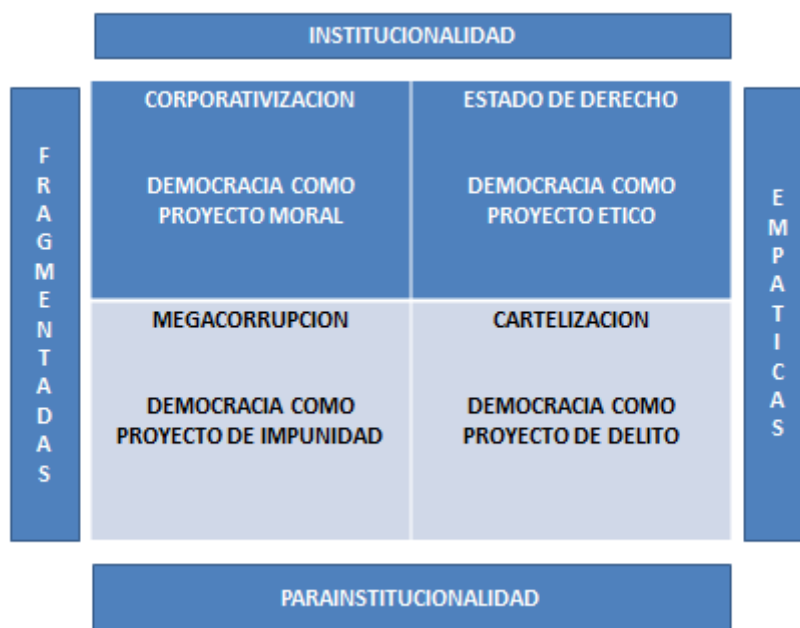 INSTITUCIONALIDAD
FRAGMENTADAS
CORPORATIVIZACION
DEMOCRACIA COMO
PROYECTO MORAL
ESTADO DE DERECHO
DEMOCRACIA COMO
PROYECTO ETICO
MEGACORRUPCION
DEMOCRACIA COMO
PROYECTO DE IMPUNIDAD
CARTELIZACION
DEMOCRACIA COMO
PROYECTO DE DELITO
EMPATICAS
PARAINSTITUCIONALIDAD